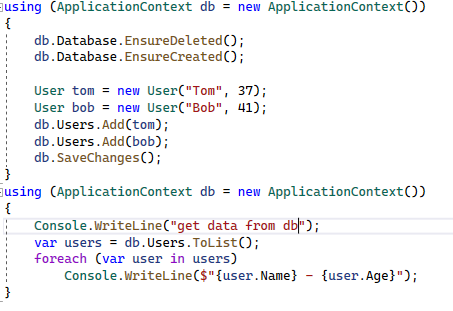 using (ApplicationContext db = new ApplicationContext())
{
    db.Database.EnsureDeleted();
    db.Database.EnsureCreated();

    User tom = new User("Tom", 37);
    User bob = new User("Bob", 41);
    db.Users.Add(tom);
    db.Users.Add(bob);
    db.SaveChanges();
}
using (ApplicationContext db = new ApplicationContext())
{
    Console.WriteLine("get data from db");
    var users = db.Users.ToList();
    foreach (var user in users)
        Console.WriteLine($"{user.Name} - {user.Age}");
}